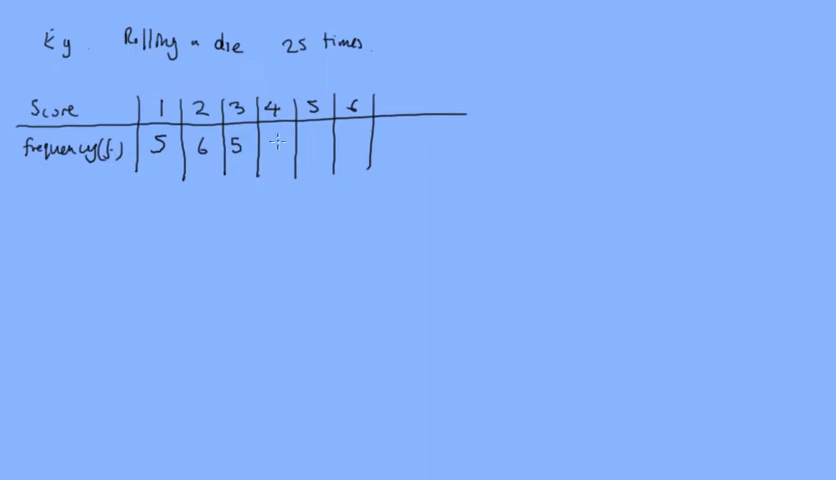 Eg. Rolling a die 25 times.
Score 1 2 3 4 5 6
frequency (f.) 5 6 5